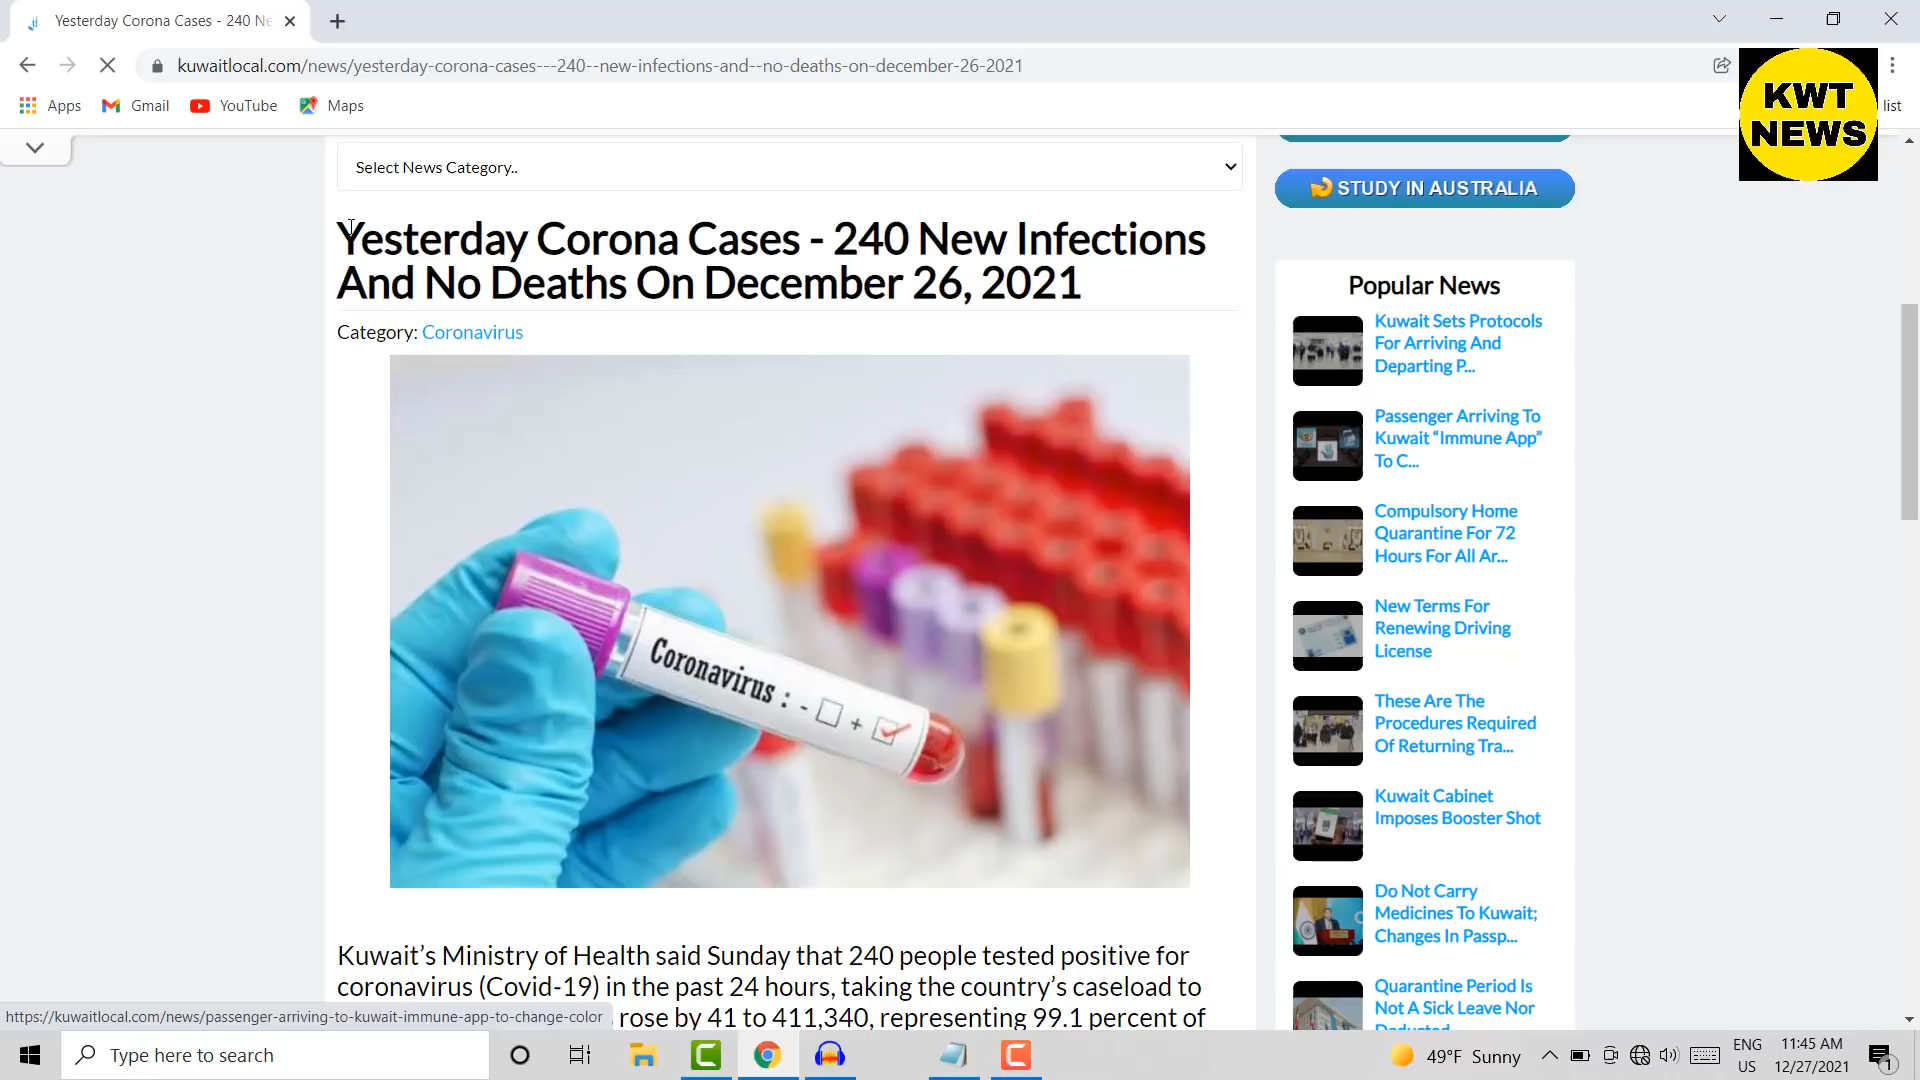 Yesterday Corona Cases - 240 Ne
kuwaitlocal.com/news/yesterday-corona-cases---240--new-infections-and--no-deaths-on-december-26-2021
Apps
Gmail
YouTube
Maps
list
KWT
NEWS
Select News Category..
STUDY IN AUSTRALIA
Yesterday Corona Cases - 240 New Infections
And No Deaths On December 26, 2021
Category: Coronavirus
Coronavirus : - +
Kuwait’s Ministry of Health said Sunday that 240 people tested positive for
coronavirus (Covid-19) in the past 24 hours, taking the country’s caseload to
rose by 41 to 411,340, representing 99.1 percent of
Popular News
Kuwait Sets Protocols
For Arriving And
Departing P...
Passenger Arriving To
Kuwait “Immune App”
To C...
Compulsory Home
Quarantine For 72
Hours For All Ar...
New Terms For
Renewing Driving
License
These Are The
Procedures Required
Of Returning Tra...
Kuwait Cabinet
Imposes Booster Shot
Do Not Carry
Medicines To Kuwait;
Changes In Passp...
Quarantine Period Is
Not A Sick Leave Nor
Deducted
https://kuwaitlocal.com/news/passenger-arriving-to-kuwait-immune-app-to-change-color
Type here to search
49°F Sunny
ENG
US
11:45 AM
12/27/2021
1